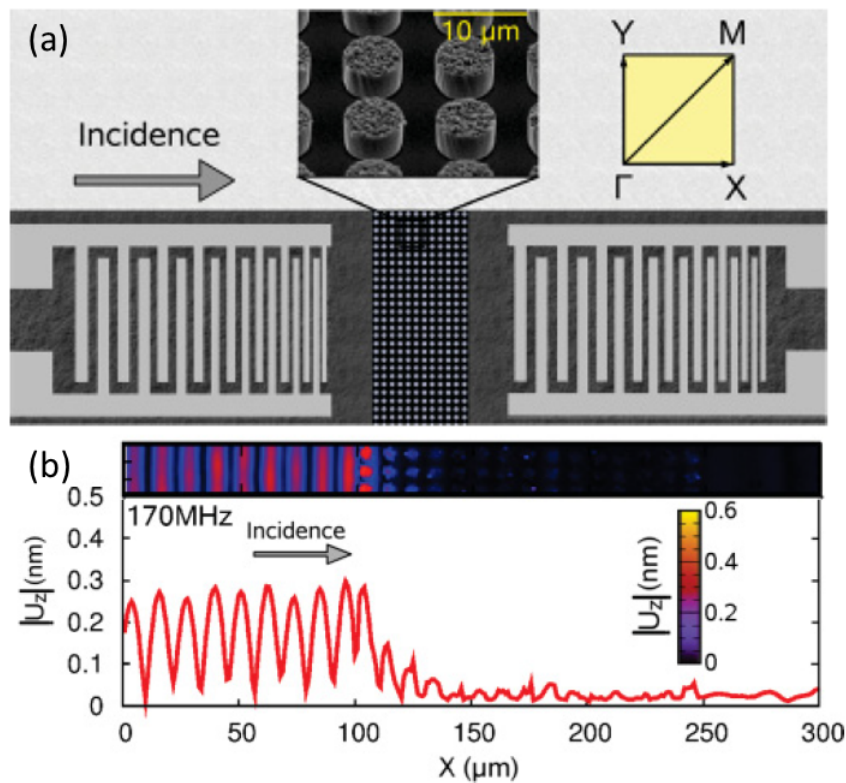 (a)
10 μm
Y M
Incidence
Γ X
(b)
0.5
170MHz
Incidence
0.6
0.4
0.4
0.3
0.2
0.2
0.1
0
0
|Uz|(nm)
|Uz|(nm)
0 50 100 150 200 250 300
X (μm)